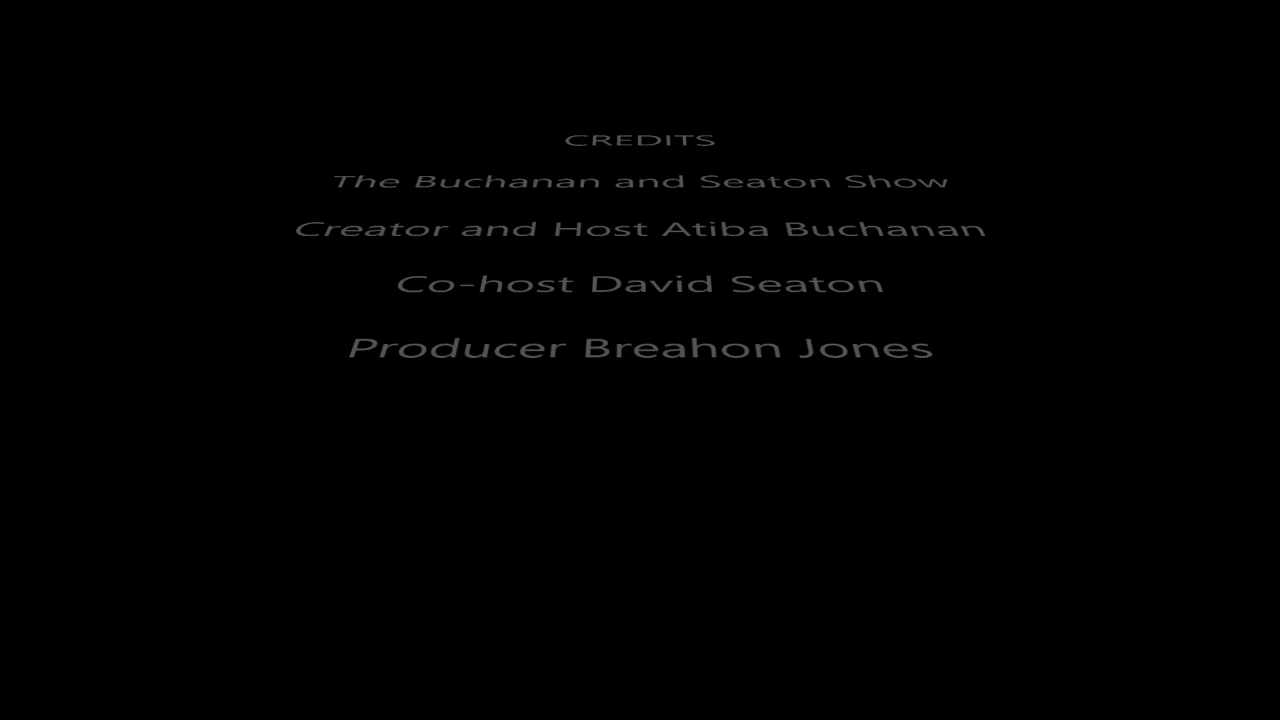 CREDITS
The Buchanan and Seaton Show
Creator and Host Atiba Buchanan
Co-host David Seaton
Producer Breahon Jones